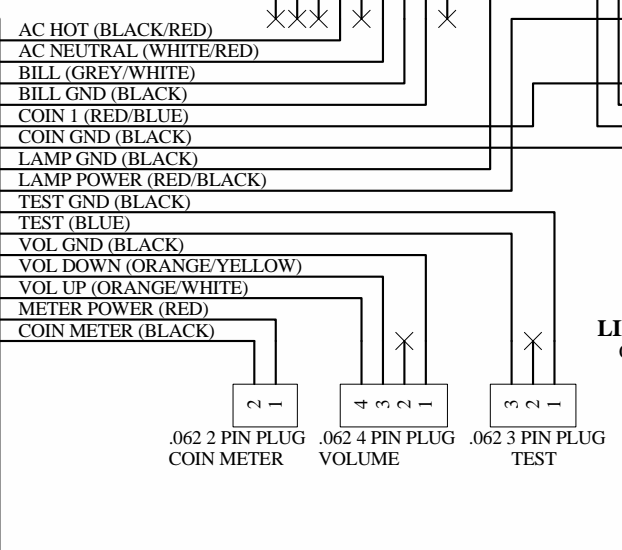 AC HOT (BLACK/RED)
AC NEUTRAL (WHITE/RED)
BILL (GREY/WHITE)
BILL GND (BLACK)
COIN 1 (RED/BLUE)
COIN GND (BLACK)
LAMP GND (BLACK)
LAMP POWER (RED/BLACK)
TEST GND (BLACK)
TEST (BLUE)
VOL GND (BLACK)
VOL DOWN (ORANGE/YELLOW)
VOL UP (ORANGE/WHITE)
METER POWER (RED)
COIN METER (BLACK)
LI
2 1
4 3 2 1
3 2 1
.062 2 PIN PLUG
COIN METER
.062 4 PIN PLUG
VOLUME
.062 3 PIN PLUG
TEST